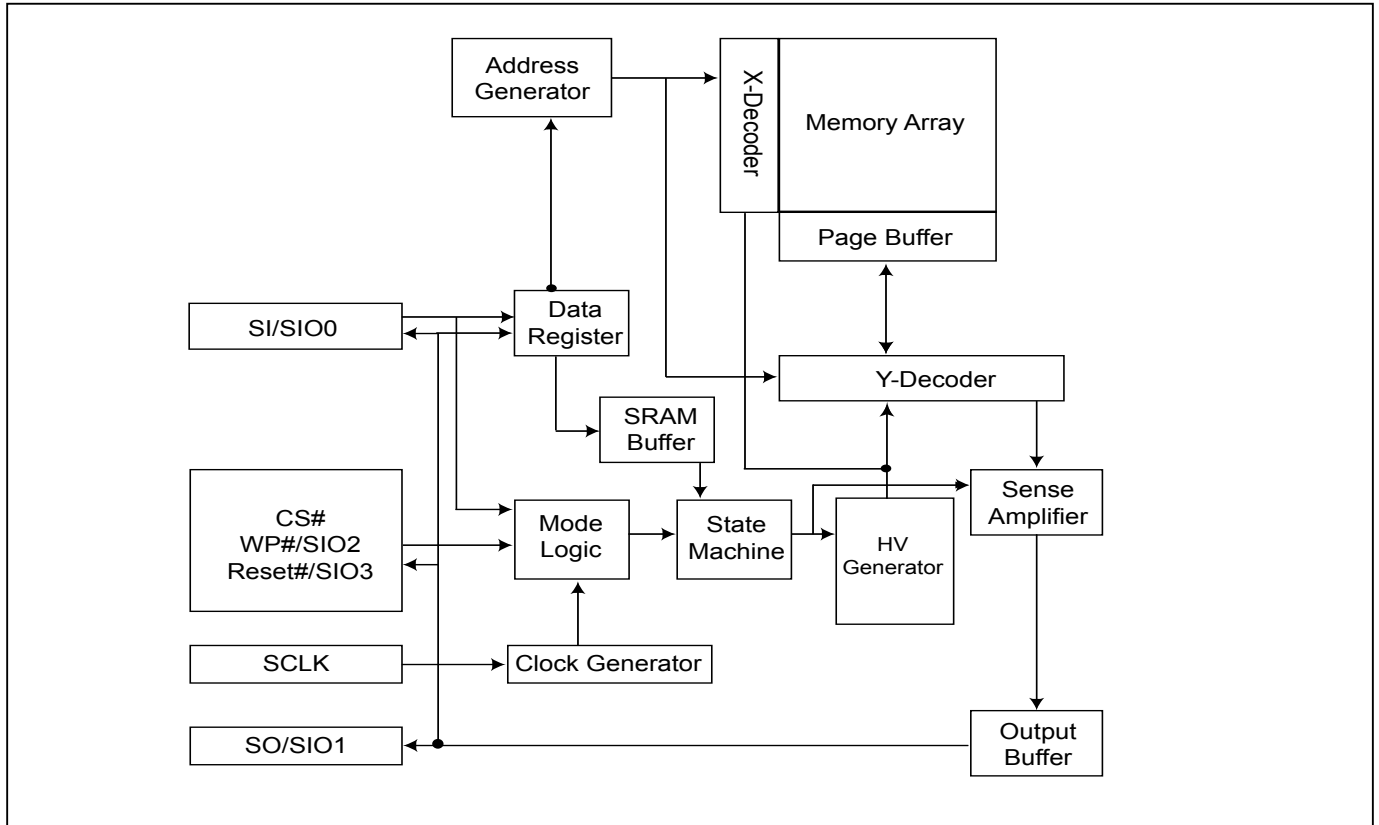 Address
Generator
X-Decoder
Memory Array
Page Buffer
SI/SIO0
Data
Register
Y-Decoder
SRAM
Buffer
CS#
WP#/SIO2
Reset#/SIO3
Mode
Logic
State
Machine
HV
Generator
Sense
Amplifier
SCLK
Clock Generator
SO/SIO1
Output
Buffer